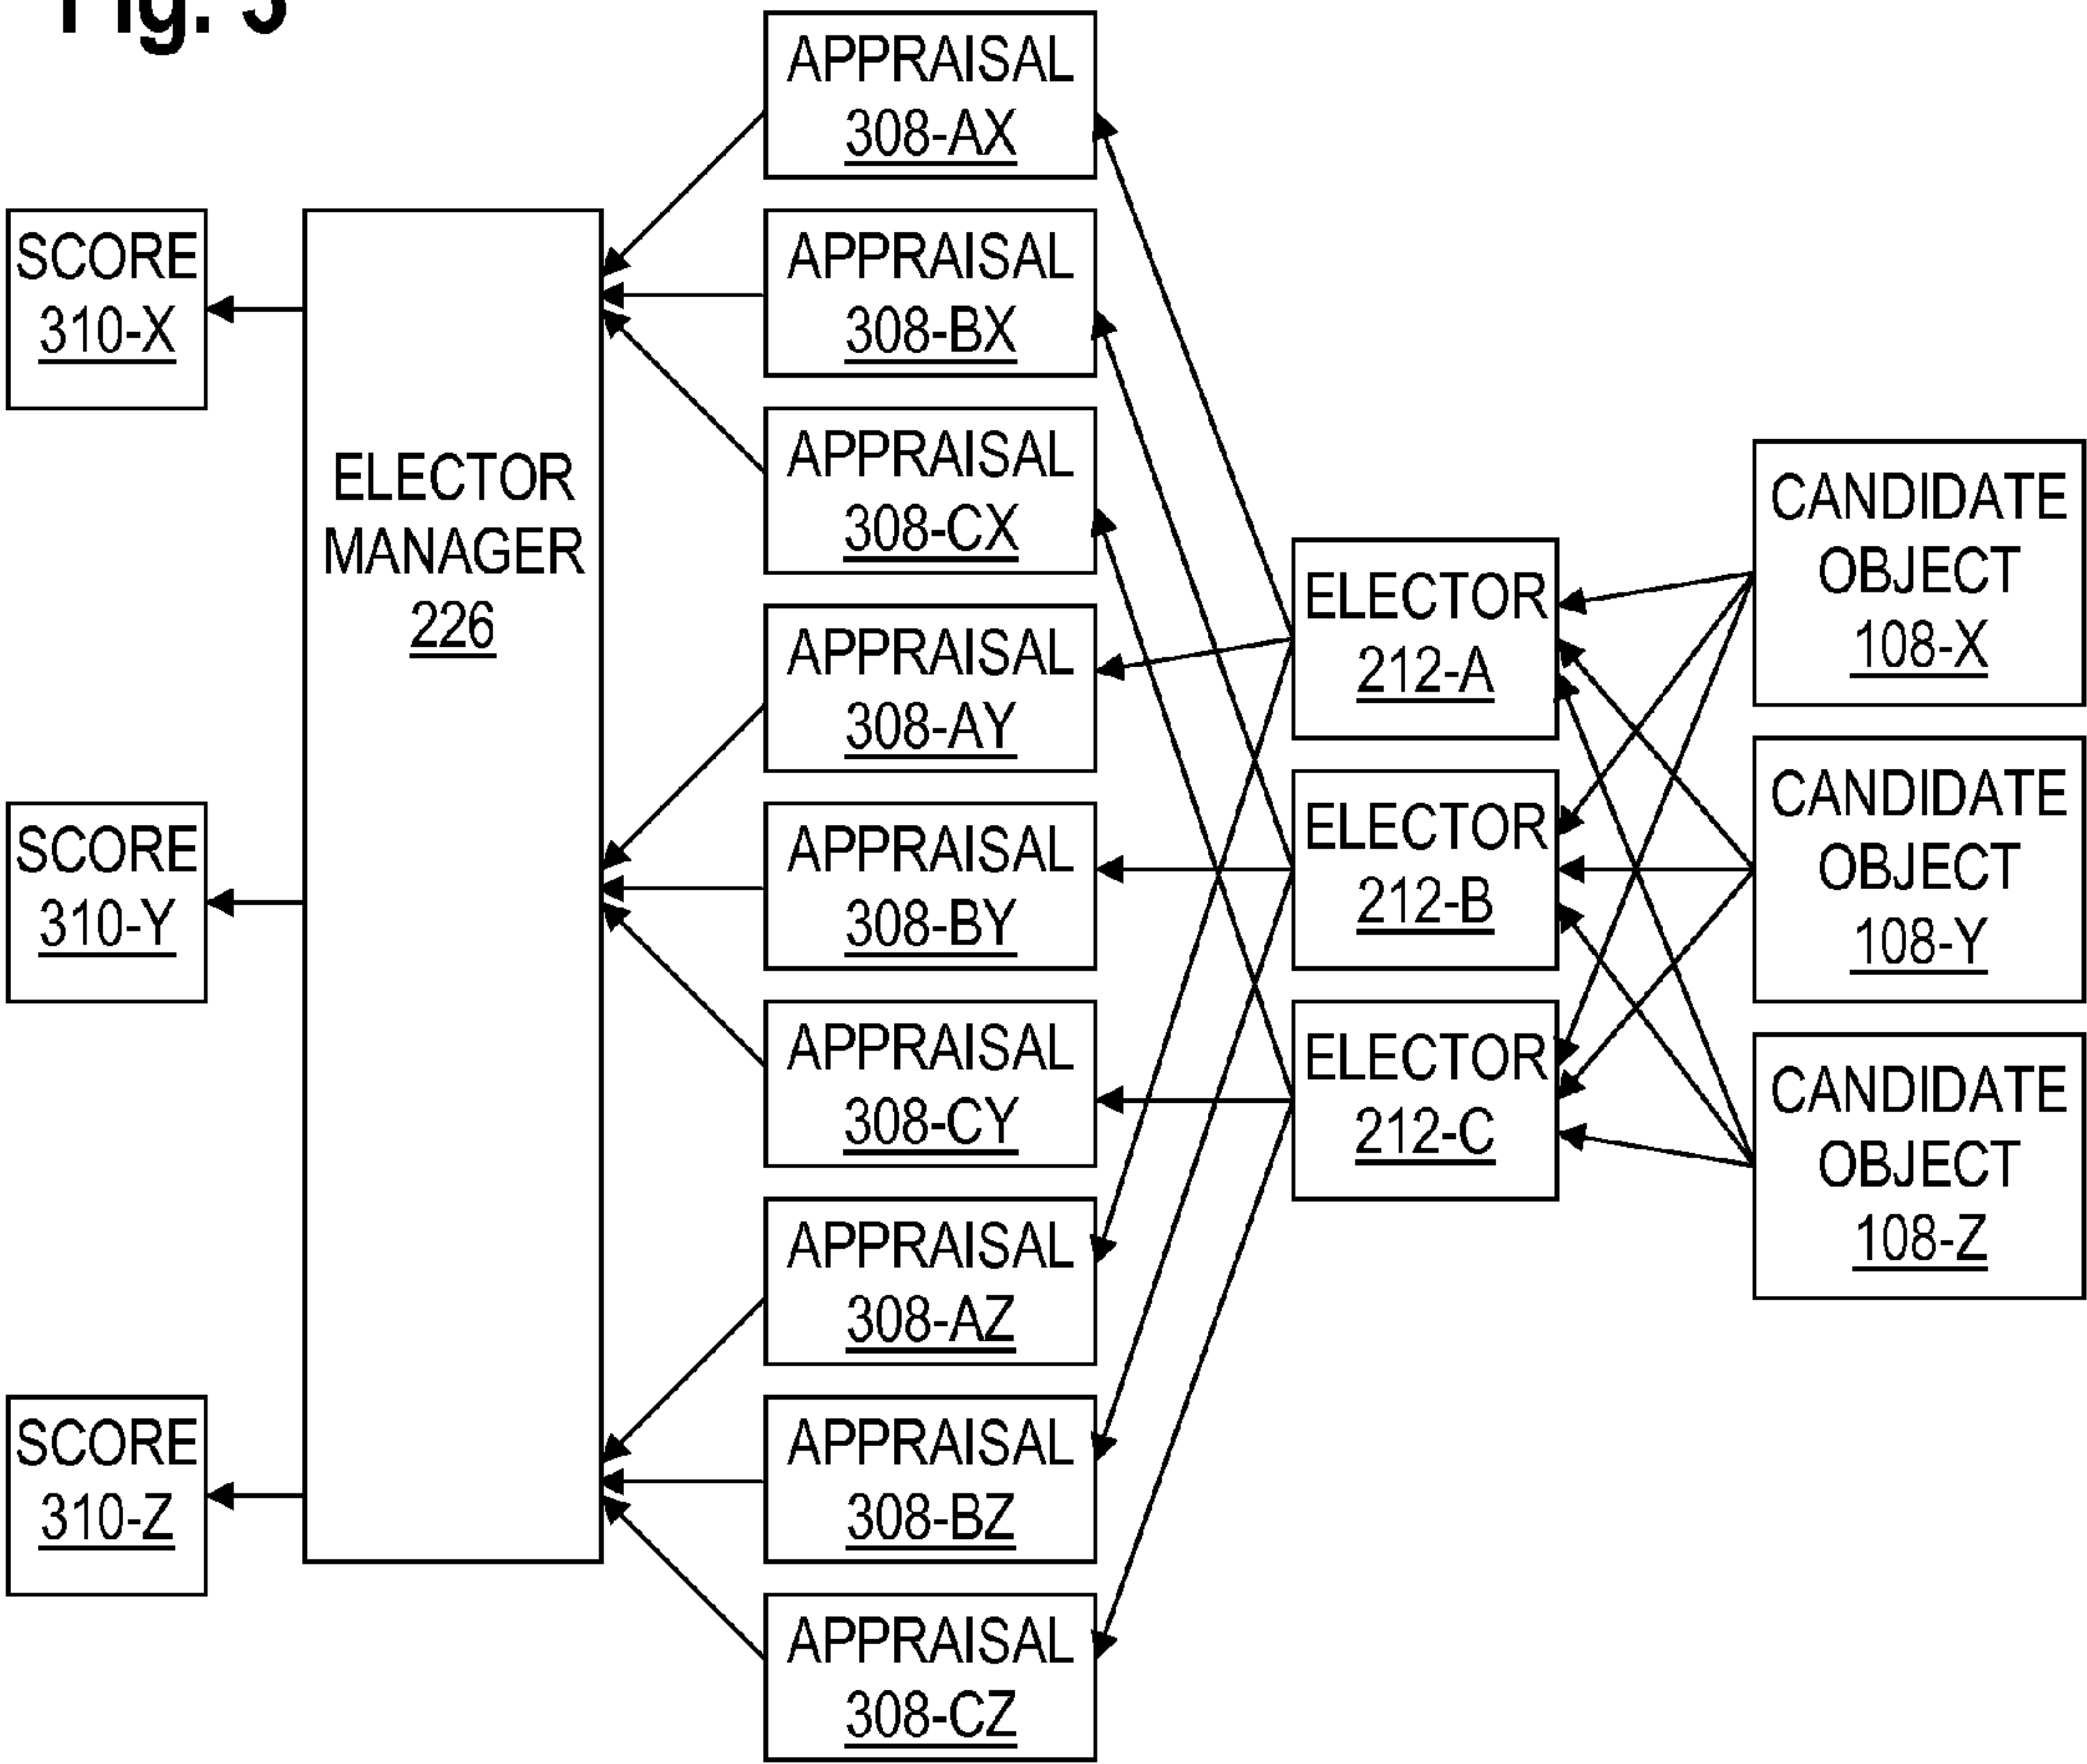 Fig. 3
APPRAISAL
308-AX
APPRAISAL
308-BX
APPRAISAL
308-CX
APPRAISAL
308-AY
APPRAISAL
308-BY
APPRAISAL
308-CY
APPRAISAL
308-AZ
APPRAISAL
308-BZ
APPRAISAL
308-CZ
SCORE
310-X
SCORE
310-Y
SCORE
310-Z
ELECTOR
MANAGER
226
ELECTOR
212-A
ELECTOR
212-B
ELECTOR
212-C
CANDIDATE
OBJECT
108-X
CANDIDATE
OBJECT
108-Y
CANDIDATE
OBJECT
108-Z